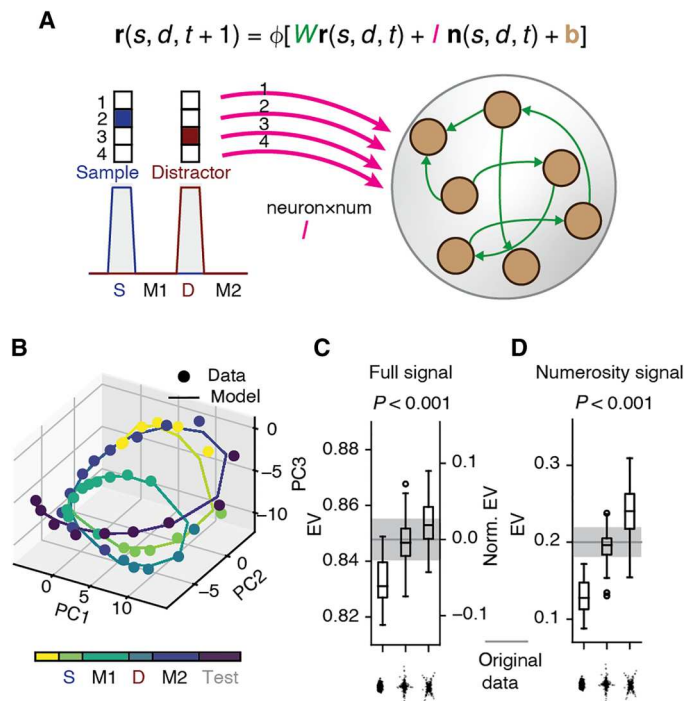 A
r(s, d, t + 1) = ϕ[Wr(s, d, t) + I n(s, d, t) + b]
1
2
3
4
Sample
Distractor
1
2
3
4
neuron×num
I
S M1 D M2
B
Data
Model
0
−5
−10
PC3
0
−5
PC2
0
5
10
PC1
S M1 D M2 Test
C
Full signal
P < 0.001
0.88
0.86
0.84
0.82
EV
0.1
0.0
−0.1
Norm. EV
Original
data
D
Numerosity signal
P < 0.001
0.3
0.2
0.1
EV